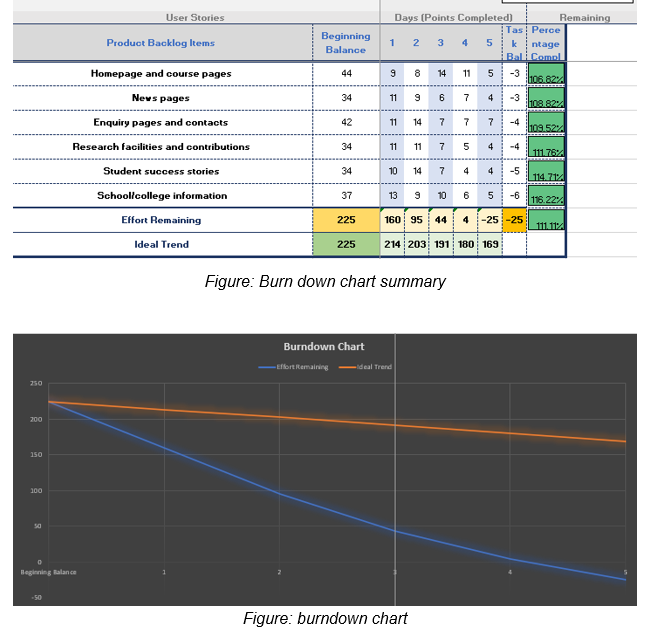 User Stories Days (Points Completed) Remaining
Product Backlog Items Beginning Balance 1 2 3 4 5 Tas k Bal Perce ntage Compl
Homepage and course pages 44 9 8 14 11 5 -3 106.82%
News pages 34 11 9 6 7 4 -3 108.82%
Enquiry pages and contacts 42 11 14 7 7 7 -4 109.52%
Research facilities and contributions 34 11 11 7 5 4 -4 111.76%
Student success stories 34 10 14 7 4 4 -5 114.71%
School/college information 37 13 9 10 6 5 -6 116.22%
Effort Remaining 225 160 95 44 4 -25 -25 111.11%
Ideal Trend 225 214 203 191 180 169
Figure: Burn down chart summary
Burndown Chart
Effort Remaining Ideal Trend
250
200
150
100
50
0
Beginning Balance 1 2 3 4 5
-50
Figure: burndown chart